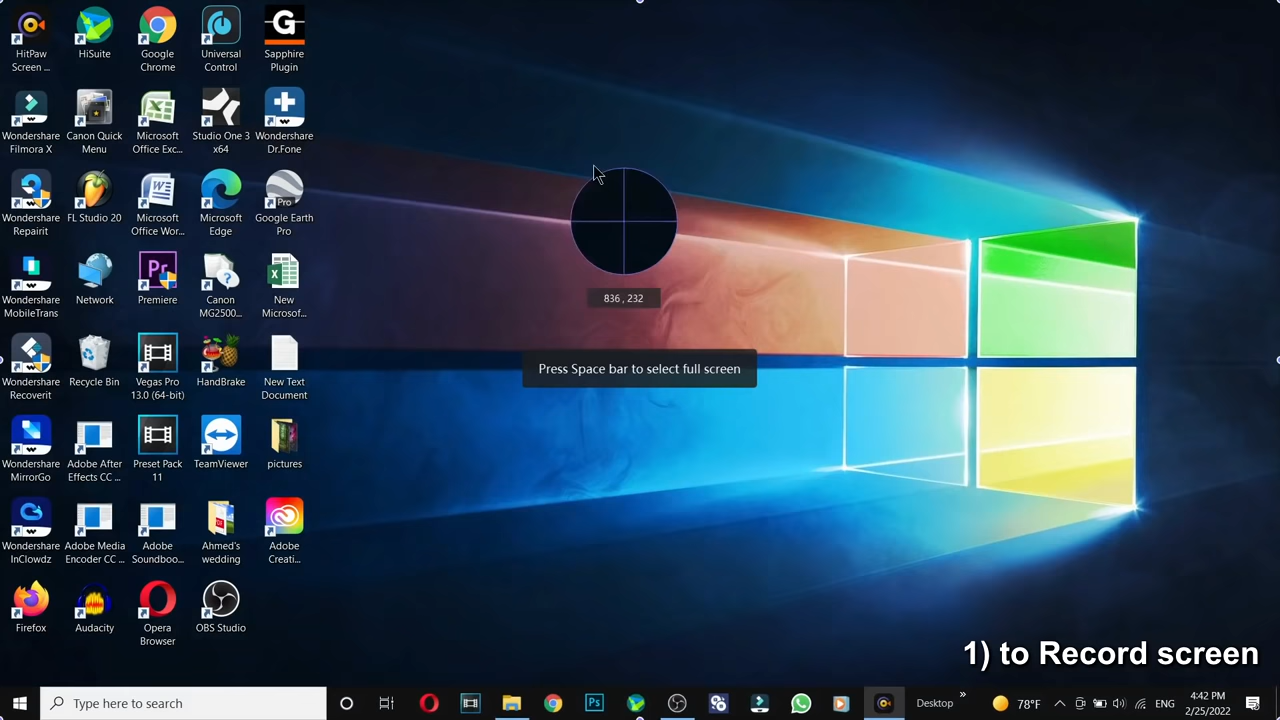 HitPaw
Screen ...
HiSuite
Google
Chrome
Universal
Control
G
Sapphire
Plugin
Wondershare
Filmora X
Canon Quick
Menu
Microsoft
Office Exc...
Studio One 3
x64
Wondershare
Dr.Fone
Wondershare
Repairit
FL Studio 20
Microsoft
Office Wor...
Microsoft
Edge
Pro
Google Earth
Pro
Wondershare
MobileTrans
Network
Pr
Premiere
Canon
MG2500...
New
Microsof...
Wondershare
Recoverit
Recycle Bin
Vegas Pro
13.0 (64-bit)
HandBrake
New Text
Document
Wondershare
MirrorGo
Adobe After
Effects CC ...
Preset Pack
11
TeamViewer
pictures
Wondershare
InClowdz
Adobe Media
Encoder CC ...
Adobe
Soundboo...
Ahmed's
wedding
Adobe
Creati...
Firefox
Audacity
Opera
Browser
OBS Studio
836 , 232
Press Space bar to select full screen
1) to Record screen
Type here to search
Ps
Desktop
»
78°F
ENG
4:42 PM
2/25/2022